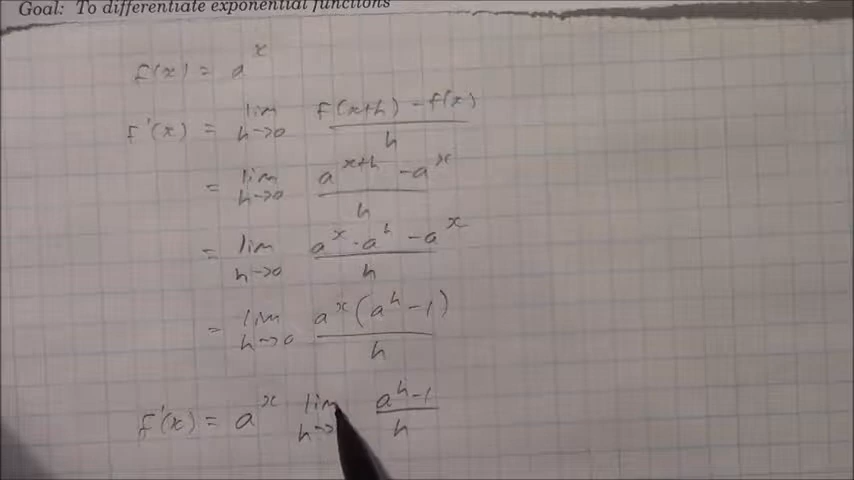 Goal: To differentiate exponential functions
f(x) = a^x
f'(x) = lim h→0 f(x+h) - f(x) / h
= lim h→0 a^x+h - a^x / h
= lim h→0 a^x · a^h - a^x / h
= lim h→0 a^x (a^h - 1) / h
f'(x) = a^x lim h→ a^h - 1 / h